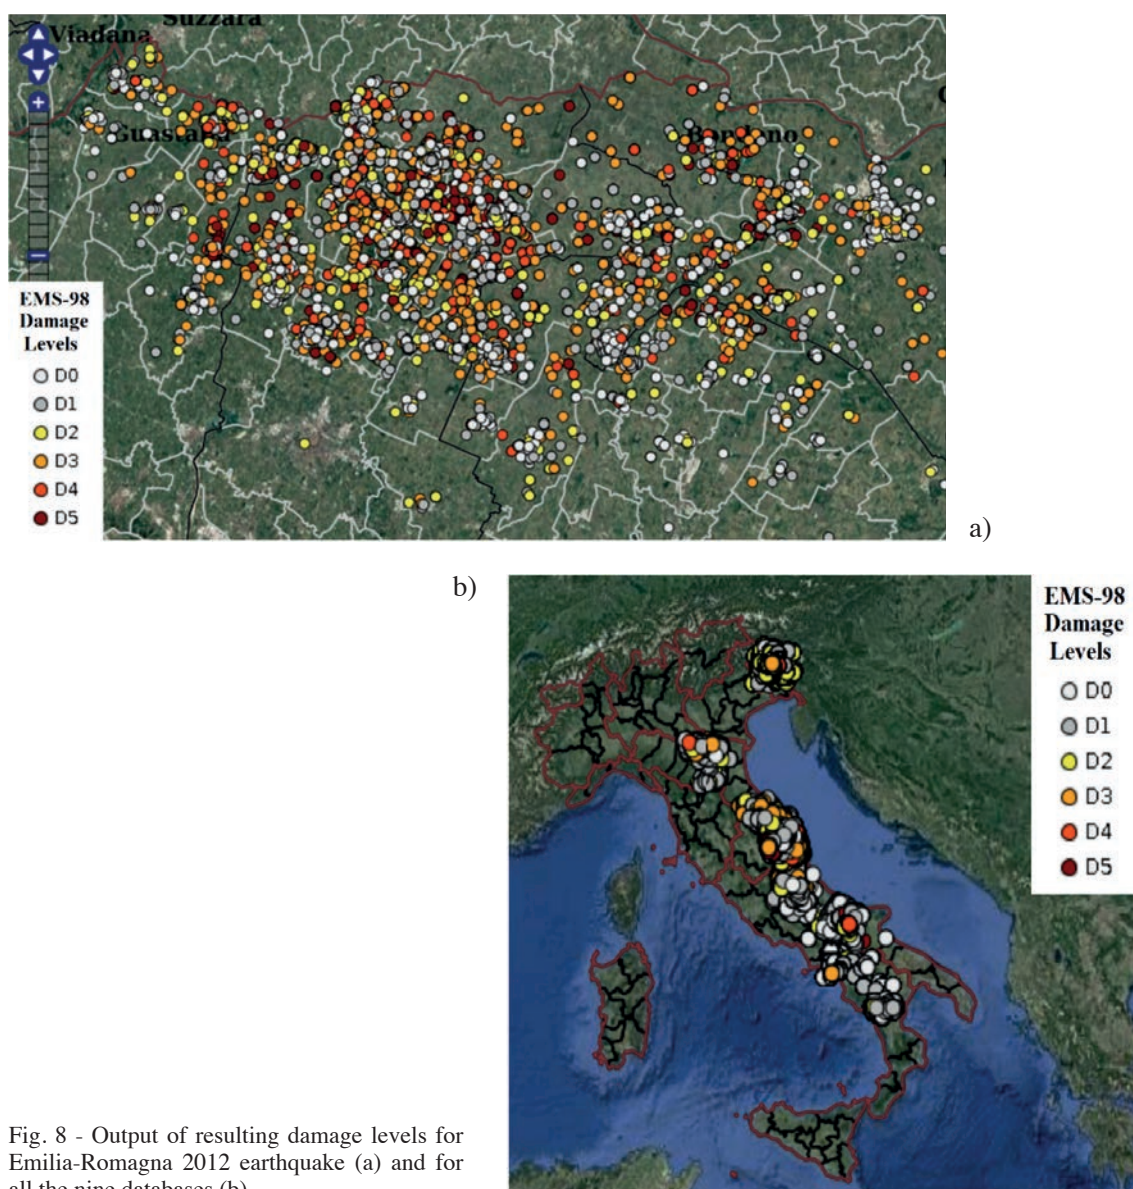 Suzzara
Viadana
Guastalla
Bondeno
EMS-98
Damage
Levels
D0
D1
D2
D3
D4
D5
a)
b)
EMS-98
Damage
Levels
D0
D1
D2
D3
D4
D5
Fig. 8 - Output of resulting damage levels for
Emilia-Romagna 2012 earthquake (a) and for
all the nine databases (b).